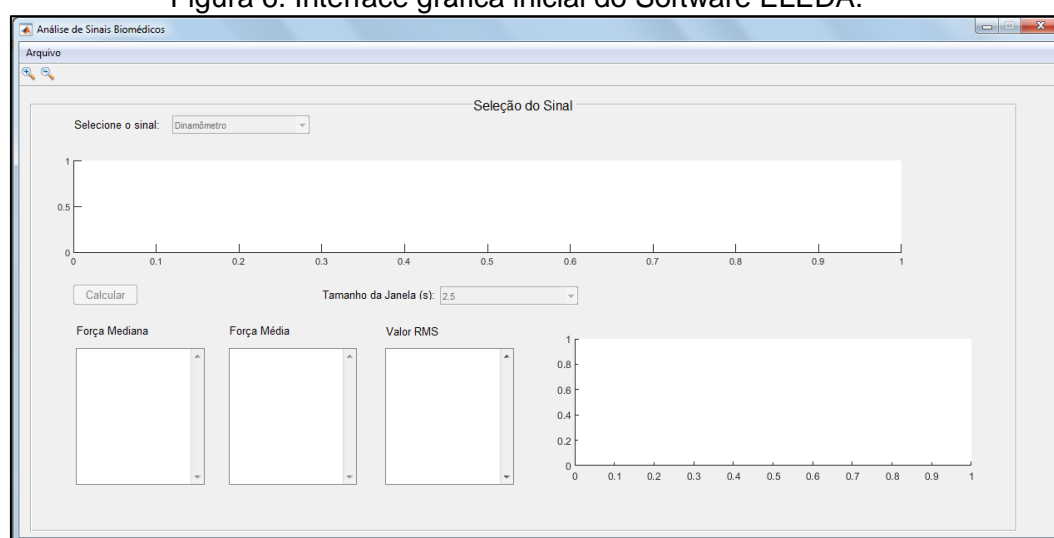 Figura 6. Interface gráfica inicial do Software ELEDA.
Análise de Sinais Biomédicos
Arquivo
Seleção do Sinal
Selecione o sinal: Dinamômetro
1
0.5
0
0 0.1 0.2 0.3 0.4 0.5 0.6 0.7 0.8 0.9 1
Calcular Tamanho da Janela (s): 2.5
Força Mediana Força Média Valor RMS
1
0.8
0.6
0.4
0.2
0
0 0.1 0.2 0.3 0.4 0.5 0.6 0.7 0.8 0.9 1